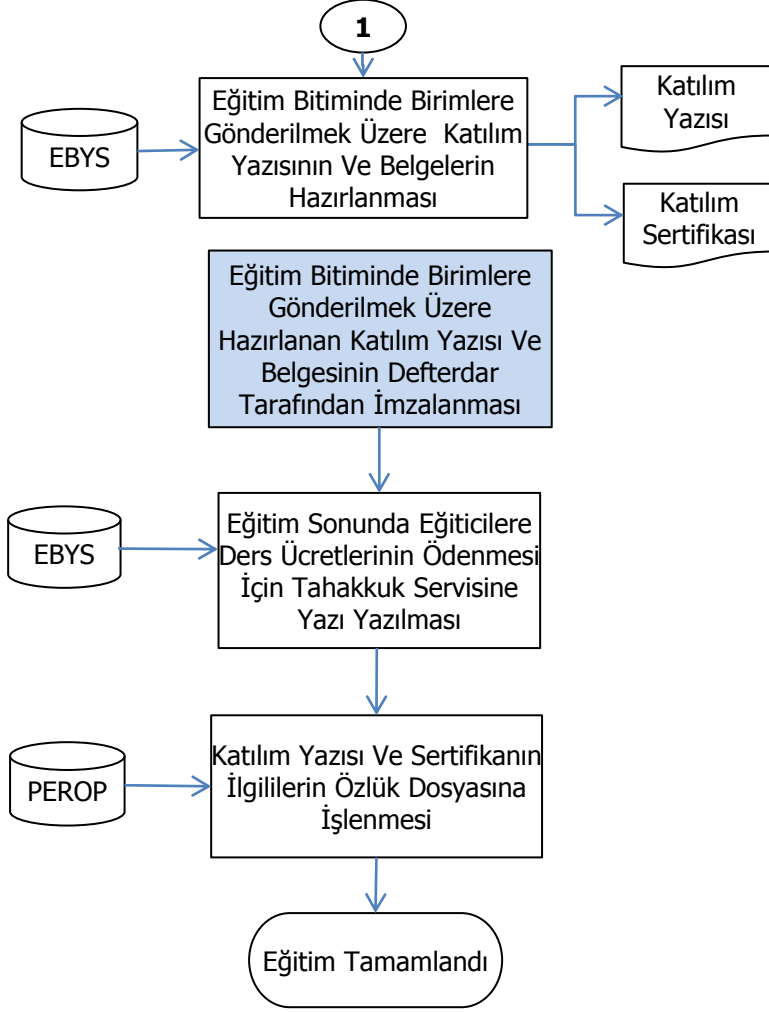 1
Eğitim Bitiminde Birimlere
Gönderilmek Üzere Katılım
Yazısının Ve Belgelerin
Hazırlanması
EBYS
Katılım
Yazısı
Katılım
Sertifikası
Eğitim Bitiminde Birimlere
Gönderilmek Üzere
Hazırlanan Katılım Yazısı Ve
Belgesinin Defterdar
Tarafından İmzalanması
Eğitim Sonunda Eğiticilere
Ders Ücretlerinin Ödenmesi
İçin Tahakkuk Servisine
Yazı Yazılması
EBYS
Katılım Yazısı Ve Sertifikanın
İlgililerin Özlük Dosyasına
İşlenmesi
PEROP
Eğitim Tamamlandı